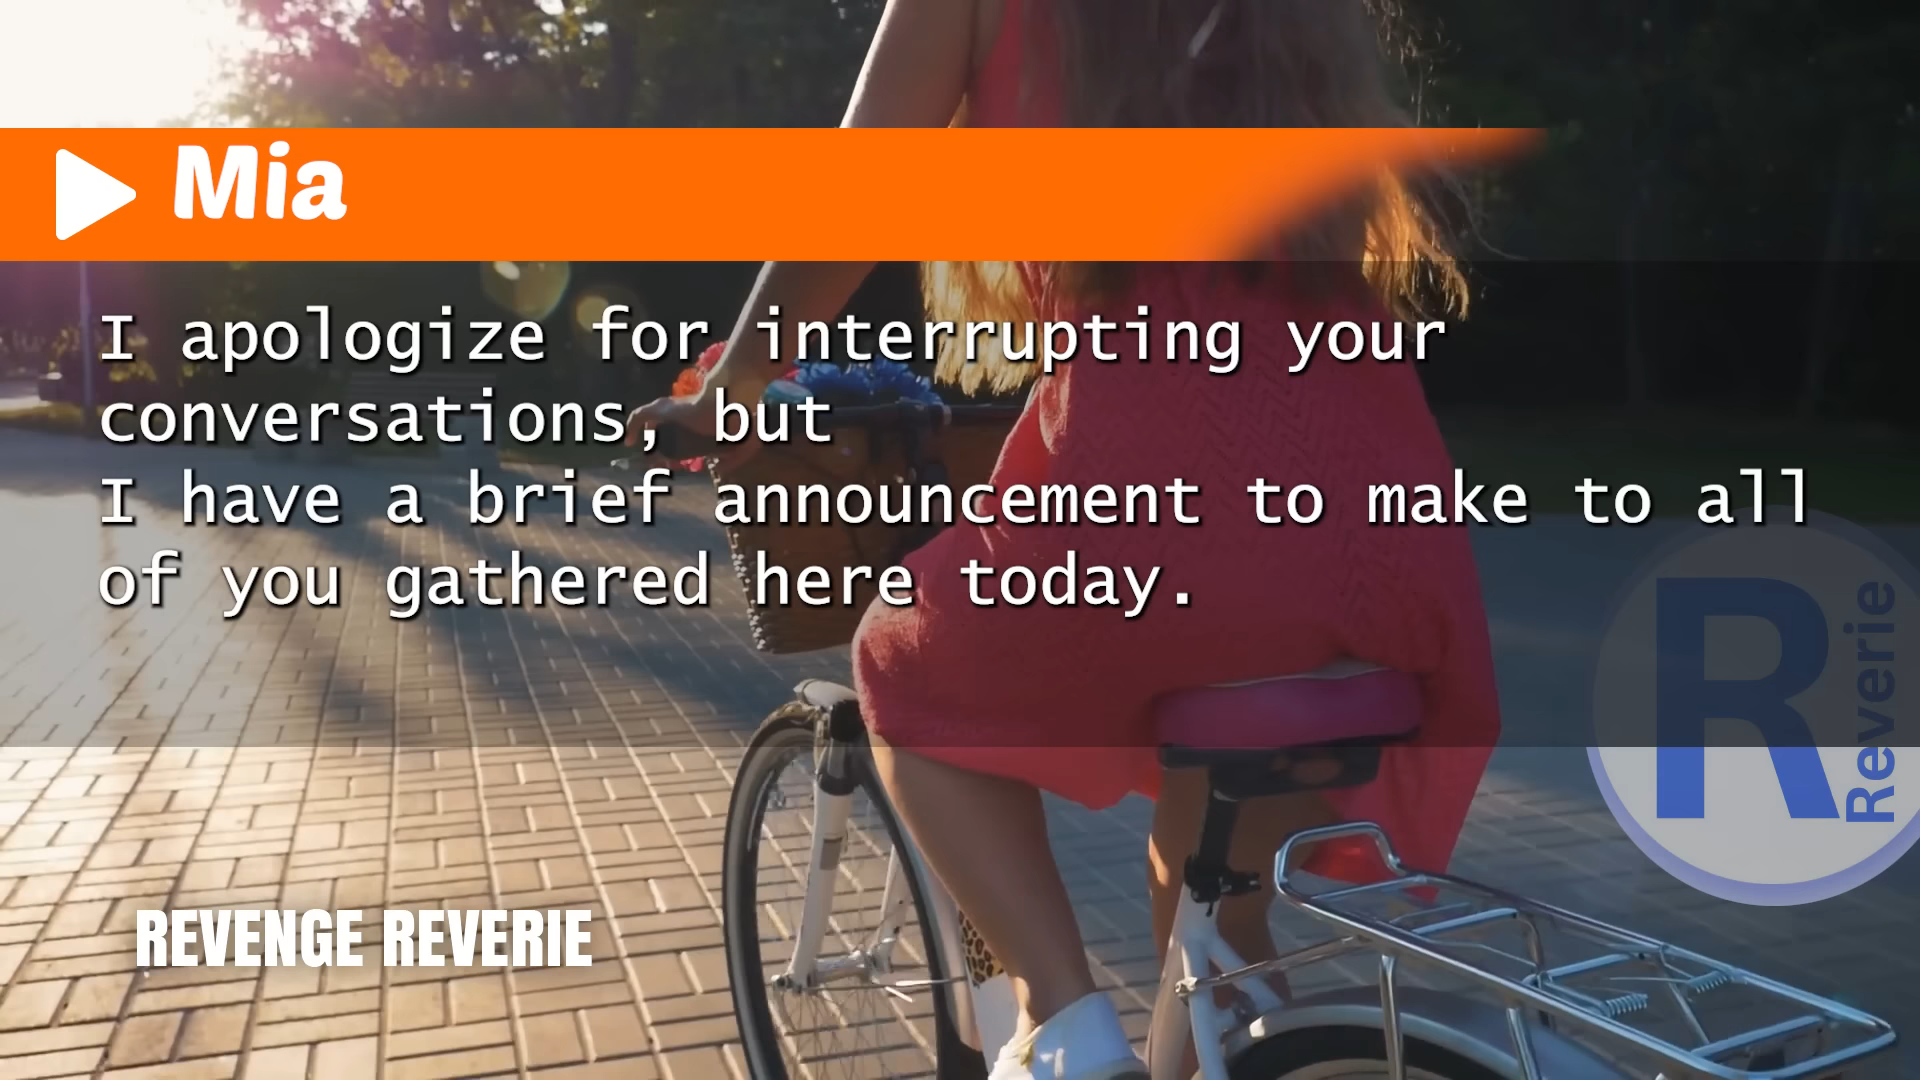 Mia
I apologize for interrupting your
conversations, but
I have a brief announcement to make to all
of you gathered here today.
R
Reverie
REVENGE REVERIE